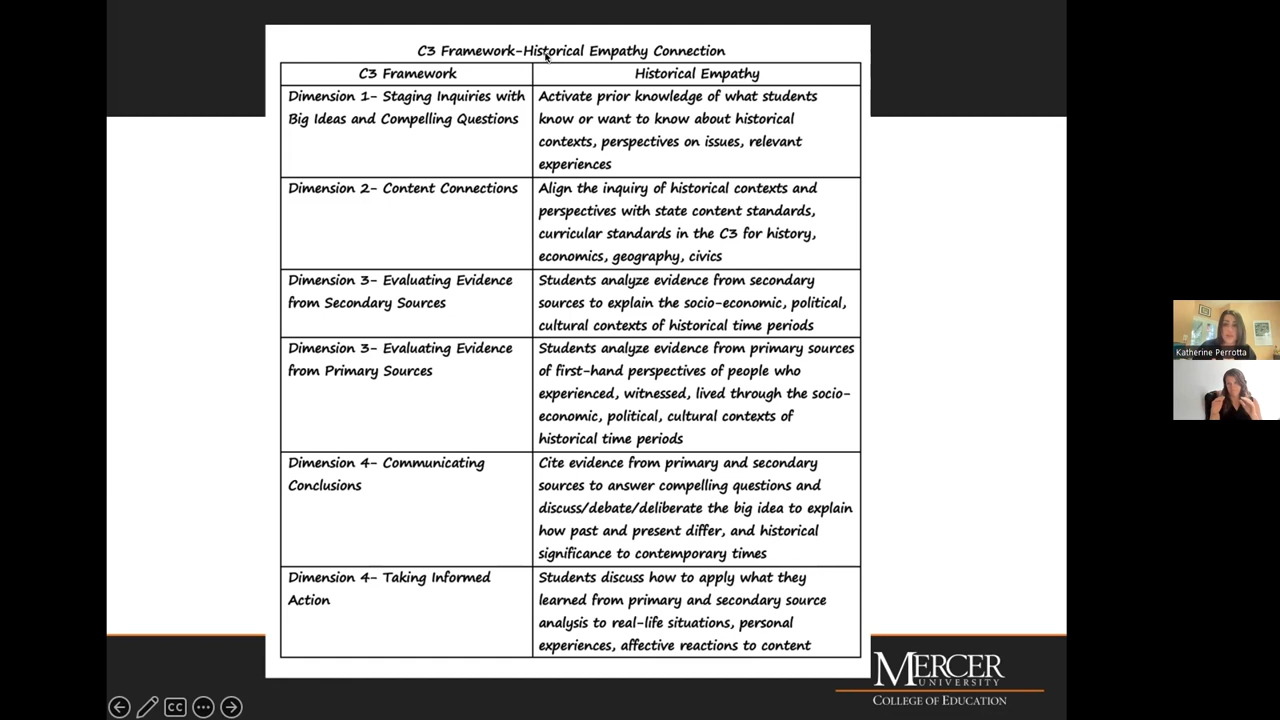 C3 Framework-Historical Empathy Connection
C3 Framework
Historical Empathy
Dimension 1- Staging Inquiries with
Big Ideas and Compelling Questions
Activate prior knowledge of what students
know or want to know about historical
contexts, perspectives on issues, relevant
experiences
Dimension 2- Content Connections
Align the inquiry of historical contexts and
perspectives with state content standards,
curricular standards in the C3 for history,
economics, geography, civics
Dimension 3- Evaluating Evidence
from Secondary Sources
Students analyze evidence from secondary
sources to explain the socio-economic, political,
cultural contexts of historical time periods
Dimension 3- Evaluating Evidence
from Primary Sources
Students analyze evidence from primary sources
of first-hand perspectives of people who
experienced, witnessed, lived through the socio-
economic, political, cultural contexts of
historical time periods
Dimension 4- Communicating
Conclusions
Cite evidence from primary and secondary
sources to answer compelling questions and
discuss/debate/deliberate the big idea to explain
how past and present differ, and historical
significance to contemporary times
Dimension 4- Taking Informed
Action
Students discuss how to apply what they
learned from primary and secondary source
analysis to real-life situations, personal
experiences, affective reactions to content
MERCER
UNIVERSITY
COLLEGE OF EDUCATION
Katherine Perrotta
CC